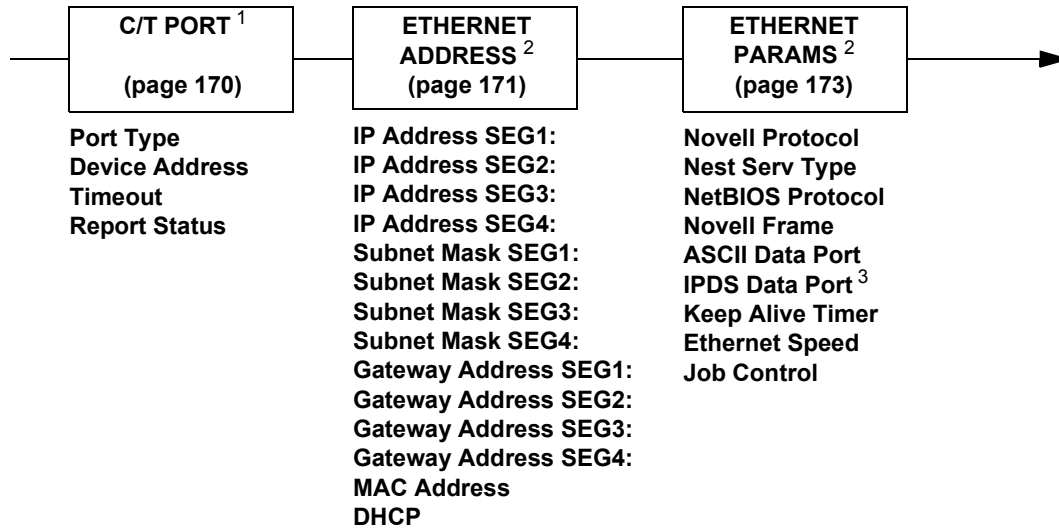 C/T PORT 1
(page 170)
Port Type
Device Address
Timeout
Report Status
ETHERNET
ADDRESS 2
(page 171)
IP Address SEG1:
IP Address SEG2:
IP Address SEG3:
IP Address SEG4:
Subnet Mask SEG1:
Subnet Mask SEG2:
Subnet Mask SEG3:
Subnet Mask SEG4:
Gateway Address SEG1:
Gateway Address SEG2:
Gateway Address SEG3:
Gateway Address SEG4:
MAC Address
DHCP
ETHERNET
PARAMS 2
(page 173)
Novell Protocol
Nest Serv Type
NetBIOS Protocol
Novell Frame
ASCII Data Port
IPDS Data Port 3
Keep Alive Timer
Ethernet Speed
Job Control